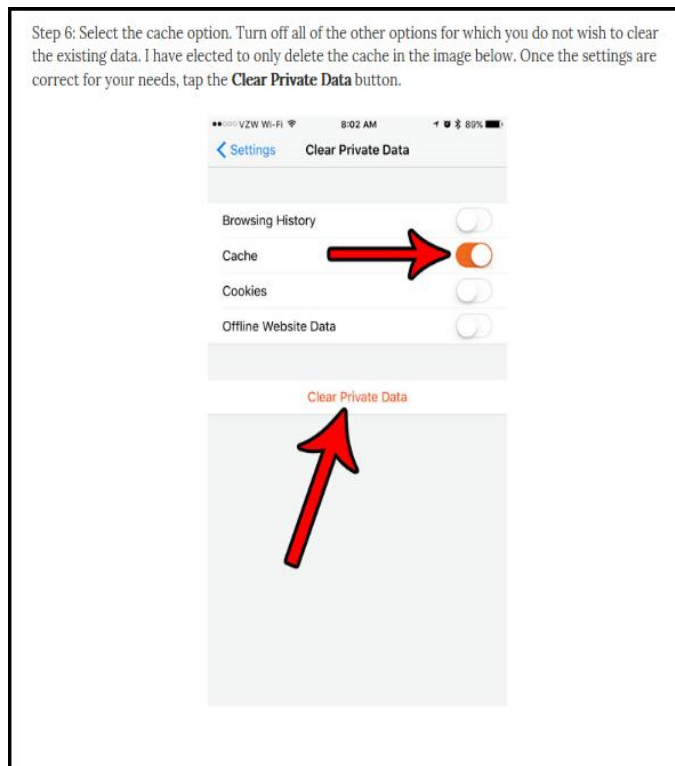 Step 6: Select the cache option. Turn off all of the other options for which you do not wish to clear
the existing data. I have elected to only delete the cache in the image below. Once the settings are
correct for your needs, tap the Clear Private Data button.
VZW Wi-Fi 8:02 AM 89%
Settings Clear Private Data
Browsing History
Cache
Cookies
Offline Website Data
Clear Private Data